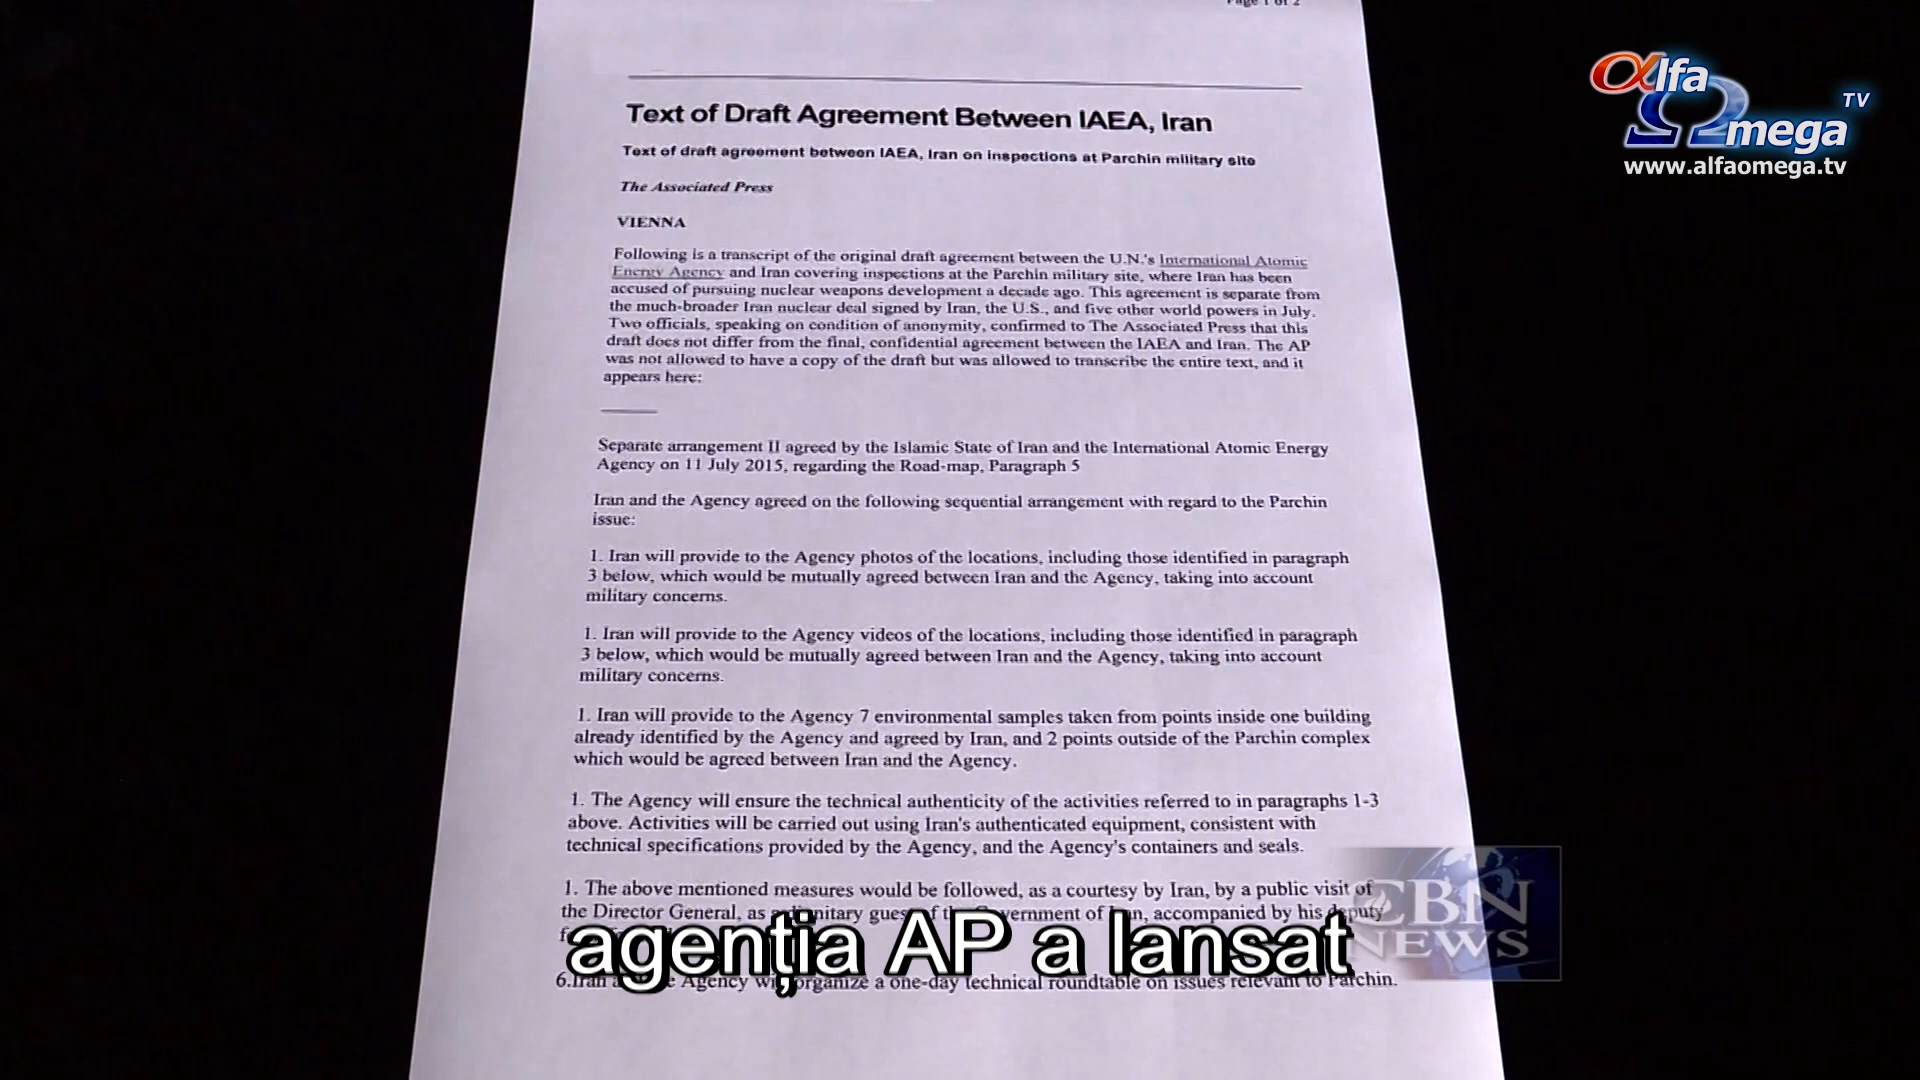 Page 1 of 2
αlfa
Ωmega
TV
www.alfaomega.tv
Text of Draft Agreement Between IAEA, Iran
Text of draft agreement between IAEA, Iran on inspections at Parchin military site
The Associated Press
VIENNA
Following is a transcript of the original draft agreement between the U.N.'s International Atomic
Energy Agency and Iran covering inspections at the Parchin military site, where Iran has been
accused of pursuing nuclear weapons development a decade ago. This agreement is separate from
the much-broader Iran nuclear deal signed by Iran, the U.S., and five other world powers in July.
Two officials, speaking on condition of anonymity, confirmed to The Associated Press that this
draft does not differ from the final, confidential agreement between the IAEA and Iran. The AP
was not allowed to have a copy of the draft but was allowed to transcribe the entire text, and it
appears here:
Separate arrangement II agreed by the Islamic State of Iran and the International Atomic Energy
Agency on 11 July 2015, regarding the Road-map, Paragraph 5
Iran and the Agency agreed on the following sequential arrangement with regard to the Parchin
issue:
1. Iran will provide to the Agency photos of the locations, including those identified in paragraph
3 below, which would be mutually agreed between Iran and the Agency, taking into account
military concerns.
1. Iran will provide to the Agency videos of the locations, including those identified in paragraph
3 below, which would be mutually agreed between Iran and the Agency, taking into account
military concerns.
1. Iran will provide to the Agency 7 environmental samples taken from points inside one building
already identified by the Agency and agreed by Iran, and 2 points outside of the Parchin complex
which would be agreed between Iran and the Agency.
1. The Agency will ensure the technical authenticity of the activities referred to in paragraphs 1-3
above. Activities will be carried out using Iran's authenticated equipment, consistent with
technical specifications provided by the Agency, and the Agency's containers and seals.
1. The above mentioned measures would be followed, as a courtesy by Iran, by a public visit of
the Director General, as of the Government of Iran, accompanied by his deputy
agenția AP a lansat
CBN
NEWS
6.Iran Agency organize a one-day technical roundtable on issues relevant to Parchin.